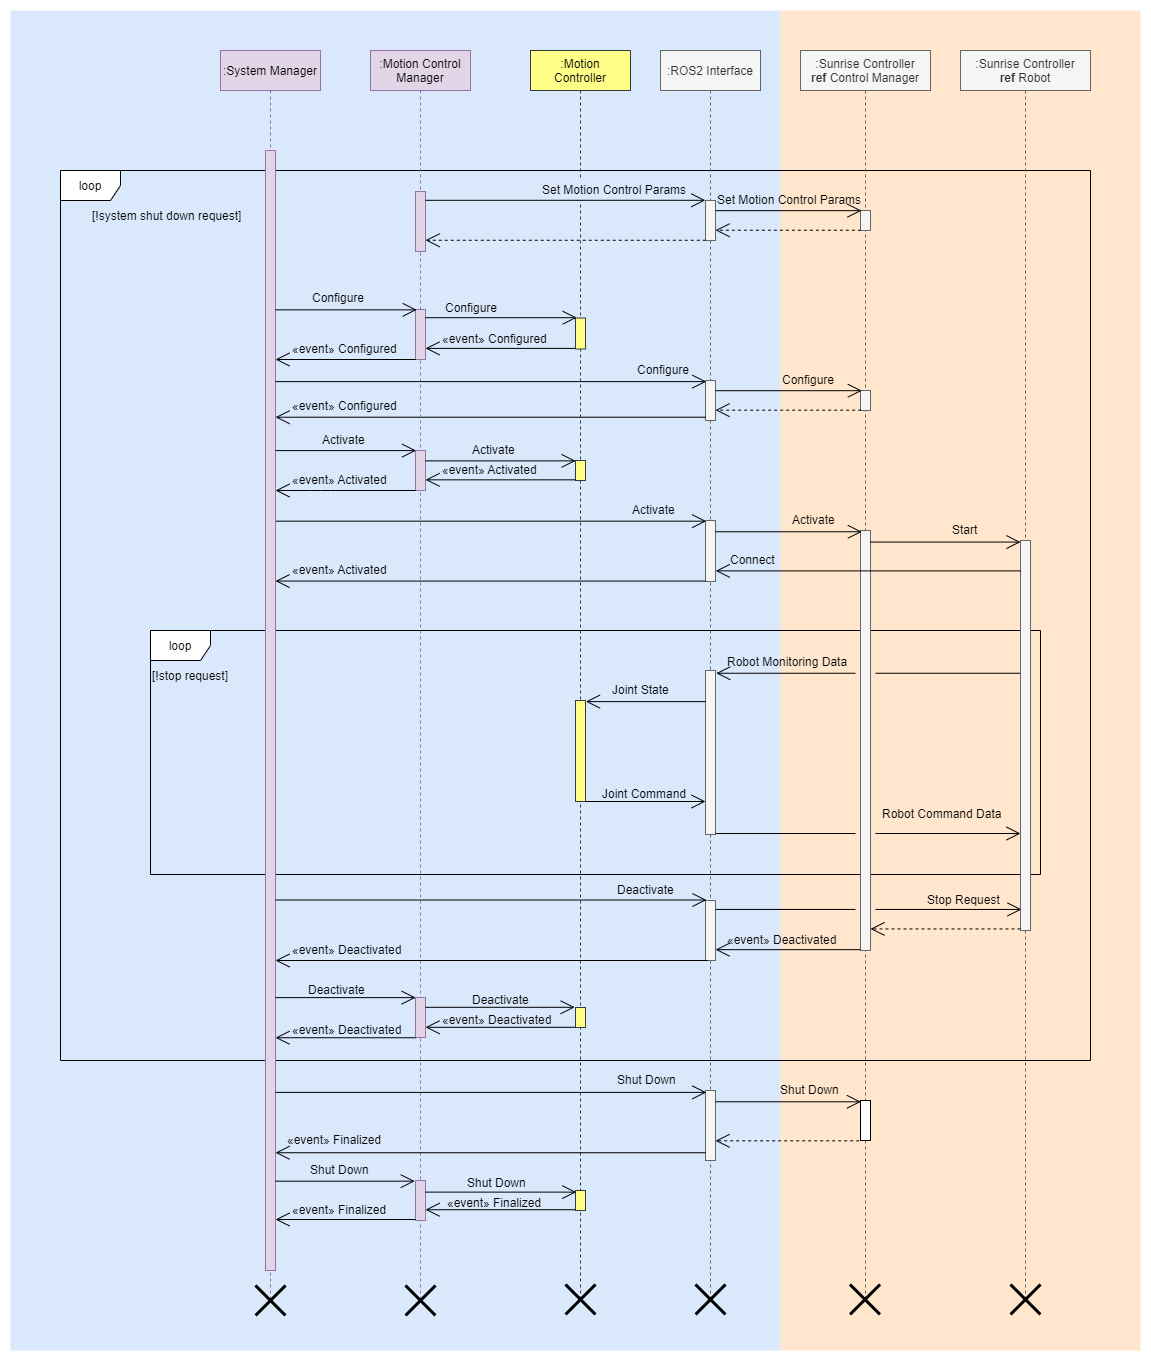 :System Manager
:Motion Control
Manager
:Motion
Controller
:ROS2 Interface
:Sunrise Controller
ref Control Manager
:Sunrise Controller
ref Robot
loop
[!system shut down request]
Set Motion Control Params
Set Motion Control Params
Configure
Configure
«event» Configured
«event» Configured
Configure
Configure
«event» Configured
Activate
Activate
«event» Activated
«event» Activated
Activate
Activate
Start
Connect
«event» Activated
loop
[!stop request]
Robot Monitoring Data
Joint State
Joint Command
Robot Command Data
Deactivate
Stop Request
«event» Deactivated
«event» Deactivated
Deactivate
Deactivate
«event» Deactivated
«event» Deactivated
Shut Down
Shut Down
«event» Finalized
Shut Down
Shut Down
«event» Finalized
«event» Finalized